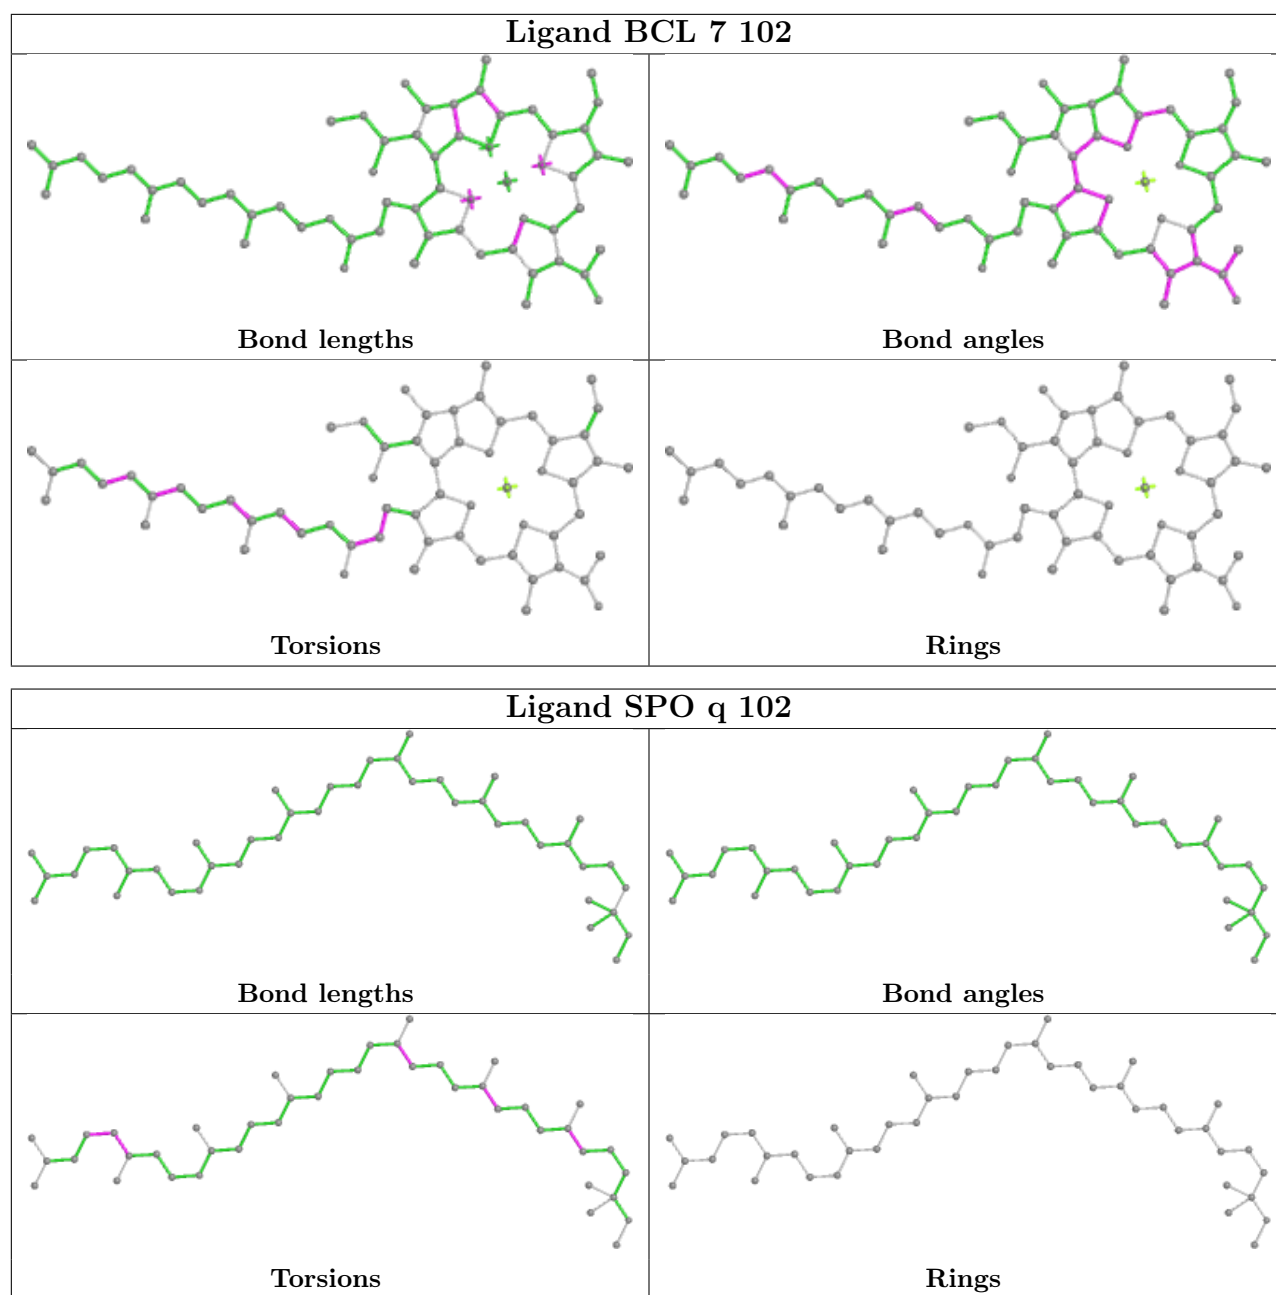 Ligand BCL 7 102
Bond lengths
Bond angles
Torsions
Rings
Ligand SPO q 102
Bond lengths
Bond angles
Torsions
Rings